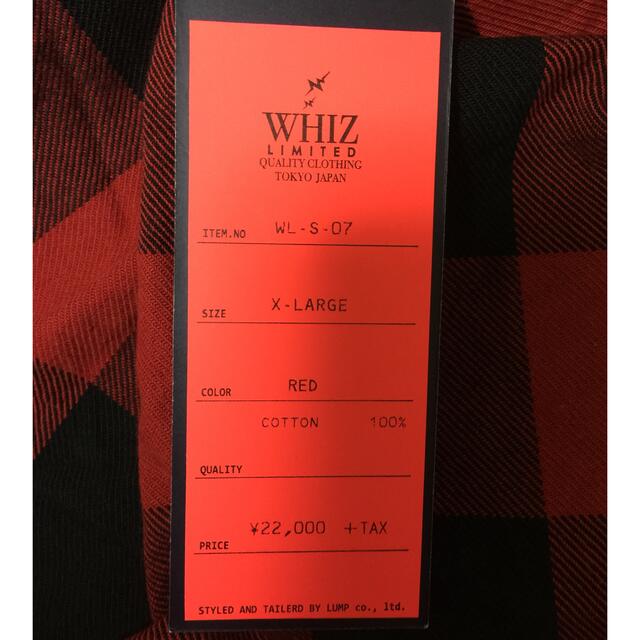 WHIZ
LIMITED
QUALITY CLOTHING
TOKYO JAPAN
ITEM.NO WL-S-07
SIZE X-LARGE
COLOR RED
COTTON 100%
QUALITY
PRICE ¥22,000 +TAX
STYLED AND TAILERD BY LUMP co., ltd.